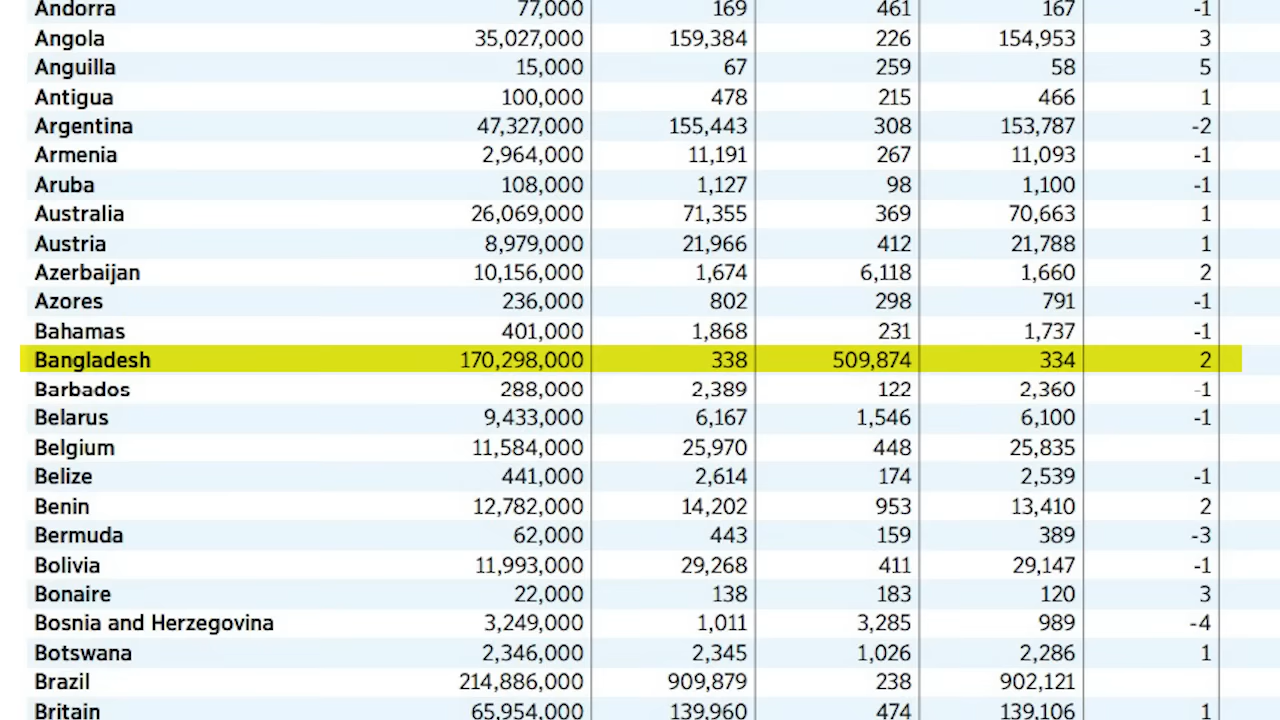 Andorra 77,000 169 461 167 -1
Angola 35,027,000 159,384 226 154,953 3
Anguilla 15,000 67 259 58 5
Antigua 100,000 478 215 466 1
Argentina 47,327,000 155,443 308 153,787 -2
Armenia 2,964,000 11,191 267 11,093 -1
Aruba 108,000 1,127 98 1,100 -1
Australia 26,069,000 71,355 369 70,663 1
Austria 8,979,000 21,966 412 21,788 1
Azerbaijan 10,156,000 1,674 6,118 1,660 2
Azores 236,000 802 298 791 -1
Bahamas 401,000 1,868 231 1,737 -1
Bangladesh 170,298,000 338 509,874 334 2
Barbados 288,000 2,389 122 2,360 -1
Belarus 9,433,000 6,167 1,546 6,100 -1
Belgium 11,584,000 25,970 448 25,835
Belize 441,000 2,614 174 2,539 -1
Benin 12,782,000 14,202 953 13,410 2
Bermuda 62,000 443 159 389 -3
Bolivia 11,993,000 29,268 411 29,147 -1
Bonaire 22,000 138 183 120 3
Bosnia and Herzegovina 3,249,000 1,011 3,285 989 -4
Botswana 2,346,000 2,345 1,026 2,286 1
Brazil 214,886,000 909,879 238 902,121
Britain 65,954,000 139,960 474 139,106 1